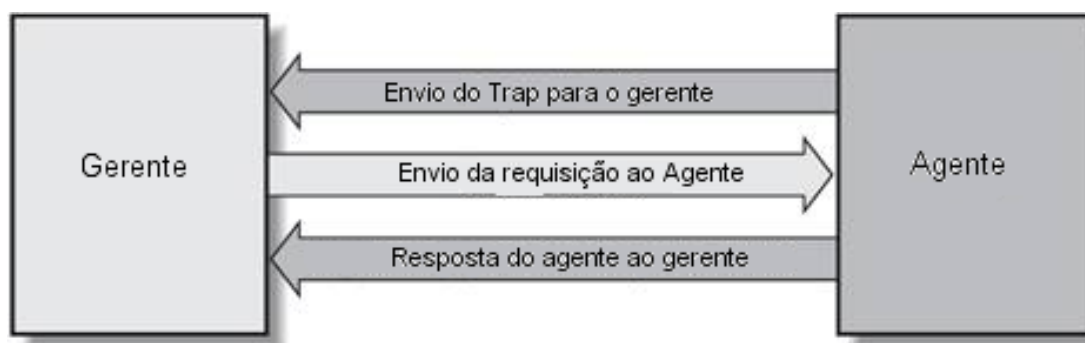 Gerente
Envio do Trap para o gerente
Envio da requisição ao Agente
Resposta do agente ao gerente
Agente